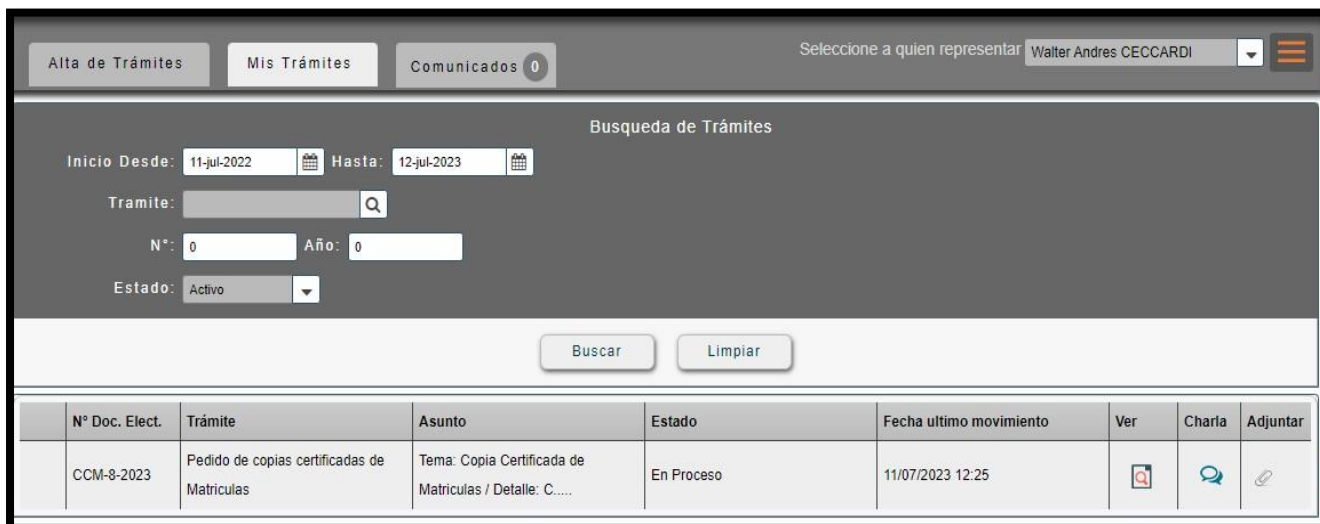 Alta de Trámites Mis Trámites Comunicados 0 Seleccione a quien representar Walter Andres CECCARDI
Busqueda de Trámites
Inicio Desde: 11-jul-2022 Hasta: 12-jul-2023
Tramite:
N°: 0 Año: 0
Estado: Activo
Buscar Limpiar
N° Doc. Elect. Trámite Asunto Estado Fecha ultimo movimiento Ver Charla Adjuntar
CCM-8-2023 Pedido de copias certificadas de Matriculas Tema: Copia Certificada de Matriculas / Detalle: C..... En Proceso 11/07/2023 12:25